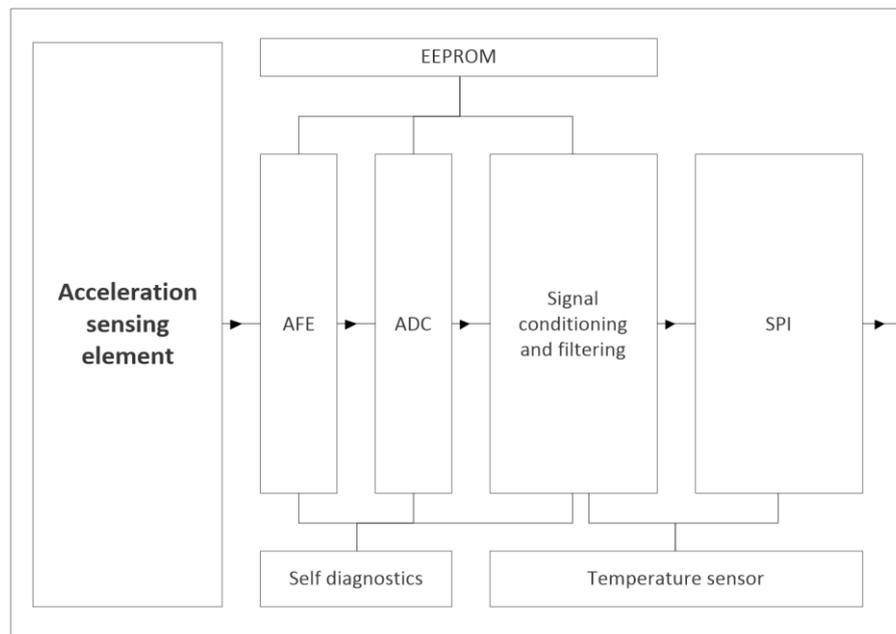 EEPROM
Acceleration
sensing
element
AFE
ADC
Signal
conditioning
and filtering
SPI
Self diagnostics
Temperature sensor